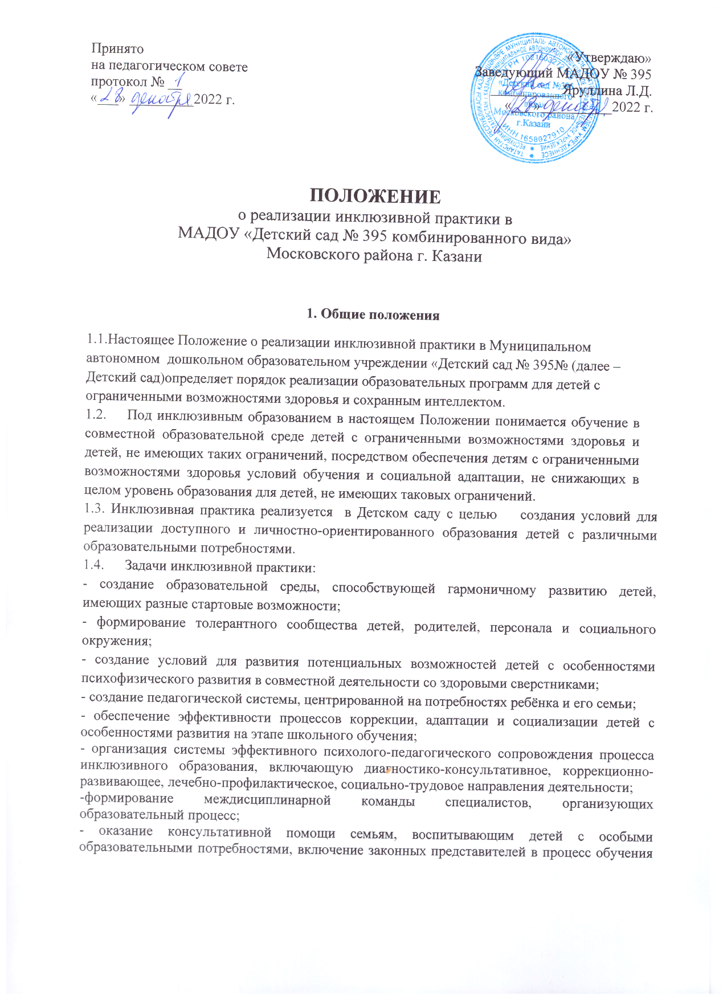 Принято
на педагогическом совете
протокол № 1
«28» декабря 2022 г.
«Утверждаю»
Заведующий МАДОУ № 395
Яруллина Л.Д.
«28» декабря 2022 г.
«Детский сад №395
комбинированного
вида»
Московского района
г.Казани
ИНН 1658027910
ПОЛОЖЕНИЕ
о реализации инклюзивной практики в
МАДОУ «Детский сад № 395 комбинированного вида»
Московского района г. Казани
1. Общие положения
1.1.Настоящее Положение о реализации инклюзивной практики в Муниципальном
автономном дошкольном образовательном учреждении «Детский сад № 395№ (далее –
Детский сад)определяет порядок реализации образовательных программ для детей с
ограниченными возможностями здоровья и сохранным интеллектом.
1.2. Под инклюзивным образованием в настоящем Положении понимается обучение в
совместной образовательной среде детей с ограниченными возможностями здоровья и
детей, не имеющих таких ограничений, посредством обеспечения детям с ограниченными
возможностями здоровья условий обучения и социальной адаптации, не снижающих в
целом уровень образования для детей, не имеющих таковых ограничений.
1.3. Инклюзивная практика реализуется в Детском саду с целью создания условий для
реализации доступного и личностно-ориентированного образования детей с различными
образовательными потребностями.
1.4. Задачи инклюзивной практики:
- создание образовательной среды, способствующей гармоничному развитию детей,
имеющих разные стартовые возможности;
- формирование толерантного сообщества детей, родителей, персонала и социального
окружения;
- создание условий для развития потенциальных возможностей детей с особенностями
психофизического развития в совместной деятельности со здоровыми сверстниками;
- создание педагогической системы, центрированной на потребностях ребёнка и его семьи;
- обеспечение эффективности процессов коррекции, адаптации и социализации детей с
особенностями развития на этапе школьного обучения;
- организация системы эффективного психолого-педагогического сопровождения процесса
инклюзивного образования, включающую диагностико-консультативное, коррекционно-
развивающее, лечебно-профилактическое, социально-трудовое направления деятельности;
-формирование междисциплинарной команды специалистов, организующих
образовательный процесс;
- оказание консультативной помощи семьям, воспитывающим детей с особыми
образовательными потребностями, включение законных представителей в процесс обучения